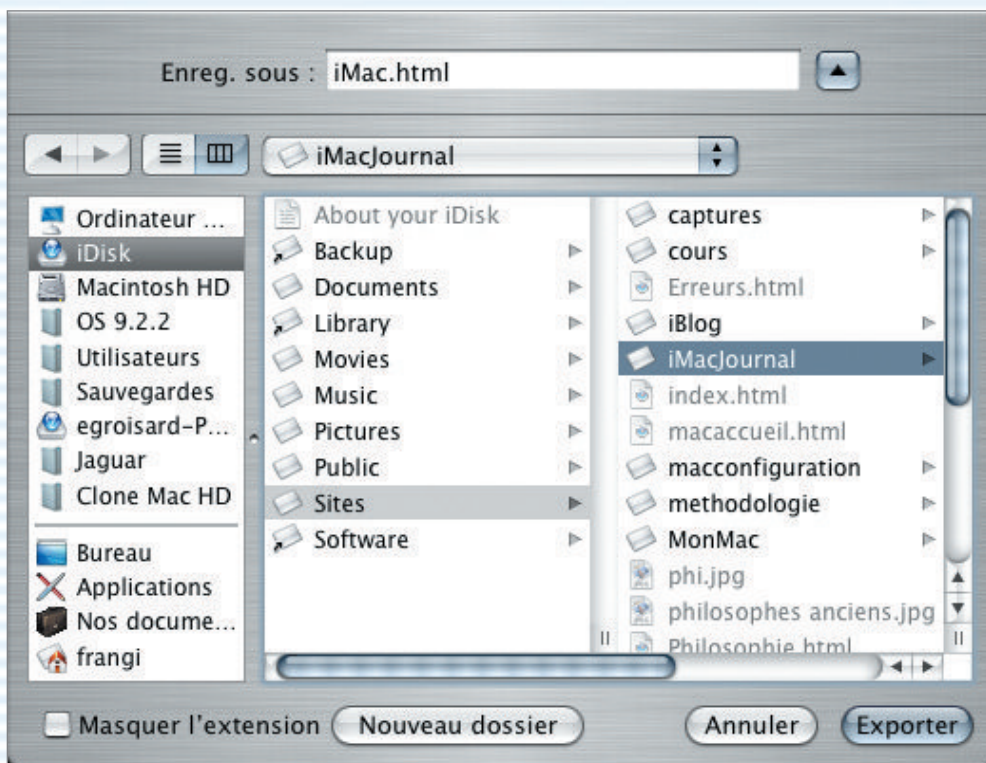 Enreg. sous : iMac.html
iMacJournal
Ordinateur ...
iDisk
Macintosh HD
OS 9.2.2
Utilisateurs
Sauvegardes
egroisard-P...
Jaguar
Clone Mac HD
Bureau
Applications
Nos docume...
frangi
About your iDisk
Backup
Documents
Library
Movies
Music
Pictures
Public
Sites
Software
captures
cours
Erreurs.html
iBlog
iMacJournal
index.html
macaccueil.html
macconfiguration
methodologie
MonMac
phi.jpg
philosophes anciens.jpg
Philosophie.html
Masquer l'extension
Nouveau dossier
Annuler
Exporter